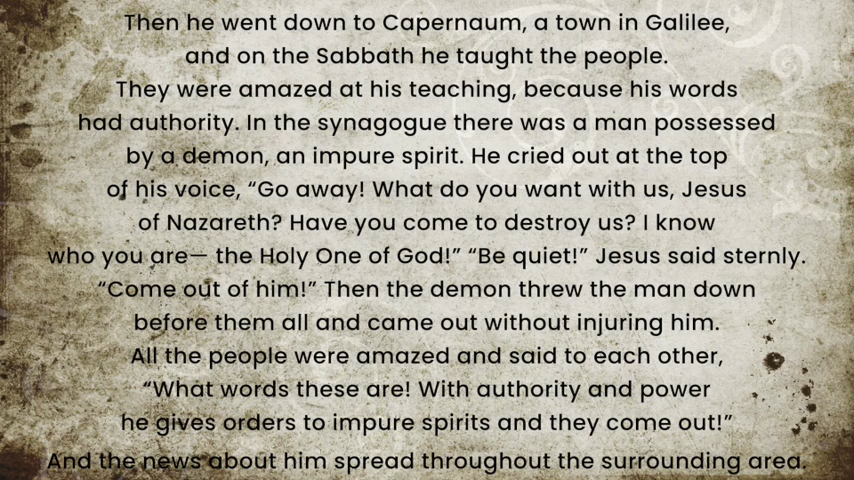 Then he went down to Capernaum, a town in Galilee,
and on the Sabbath he taught the people.
They were amazed at his teaching, because his words
had authority. In the synagogue there was a man possessed
by a demon, an impure spirit. He cried out at the top
of his voice, “Go away! What do you want with us, Jesus
of Nazareth? Have you come to destroy us? I know
who you are— the Holy One of God!” “Be quiet!” Jesus said sternly.
“Come out of him!” Then the demon threw the man down
before them all and came out without injuring him.
All the people were amazed and said to each other,
“What words these are! With authority and power
he gives orders to impure spirits and they come out!”
And the news about him spread throughout the surrounding area.